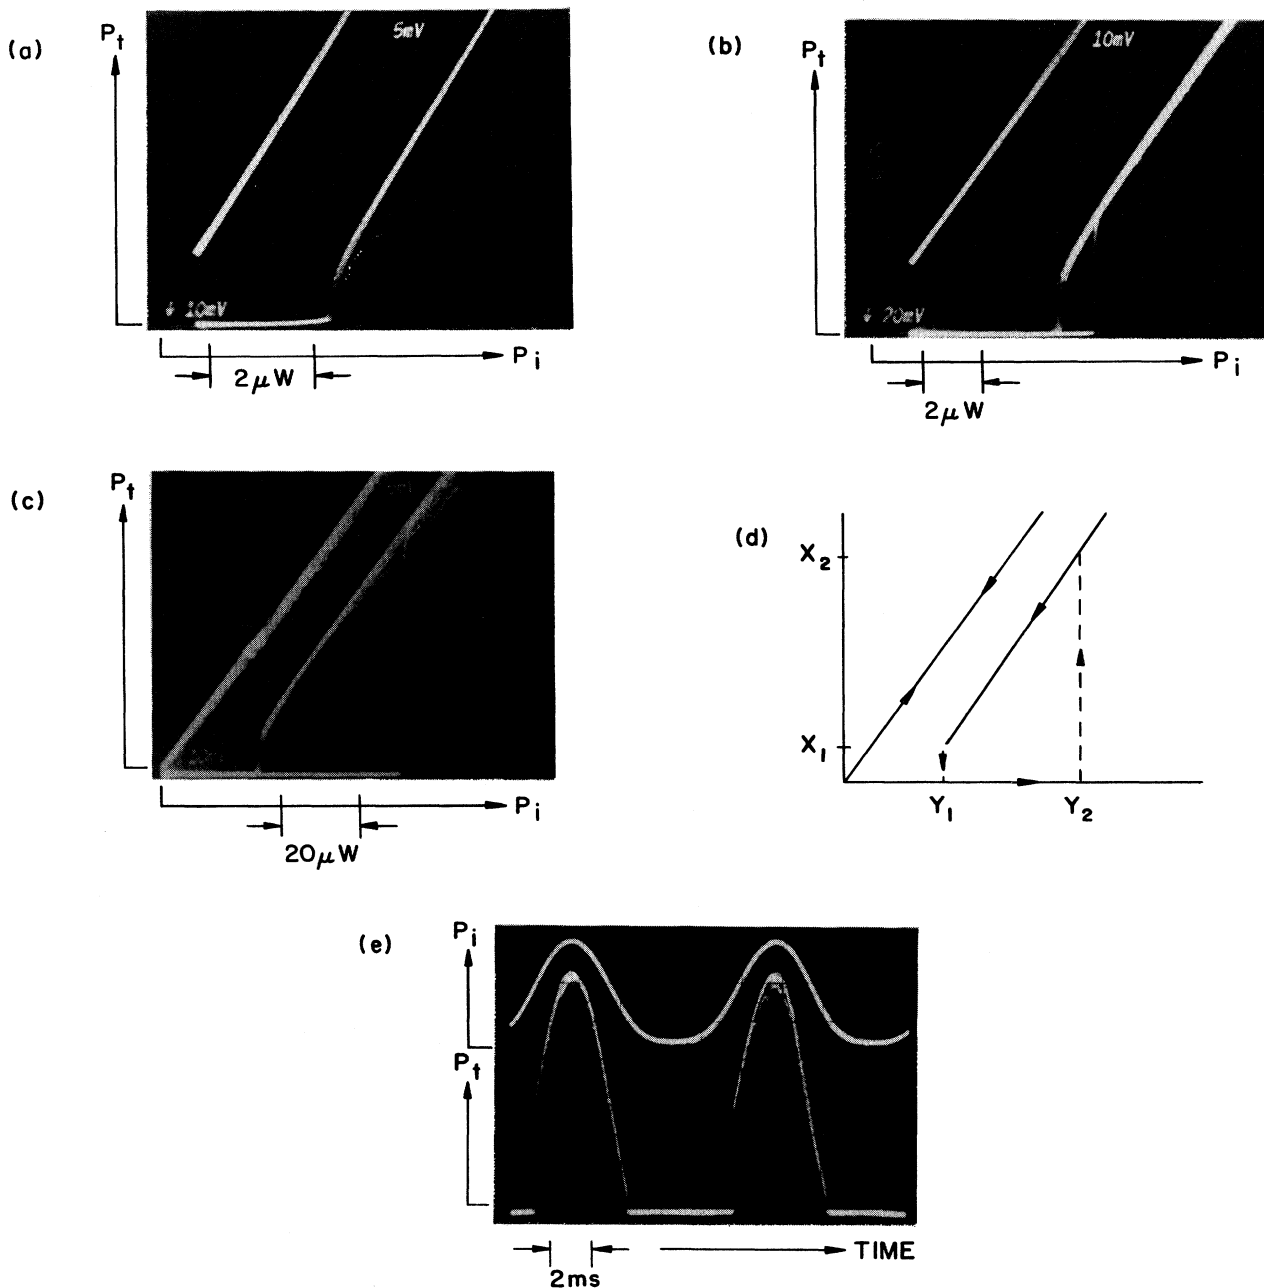 (a)
Pt
5mV
↓ 10mV
Pi
2μW
(b)
Pt
10mV
↓ 20mV
Pi
2μW
(c)
Pt
Pi
20μW
(d)
X2
X1
Y1 Y2
(e)
Pi
Pt
TIME
2ms